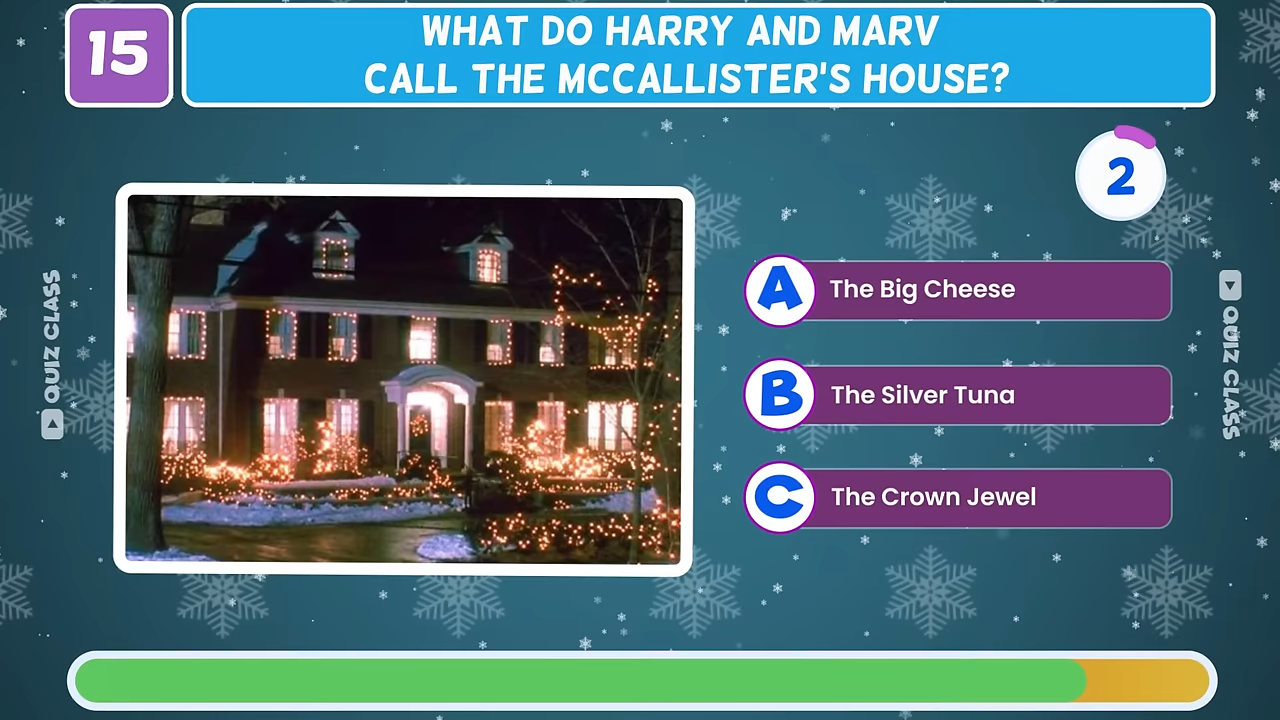 15
WHAT DO HARRY AND MARV
CALL THE MCCALLISTER'S HOUSE?
2
A The Big Cheese
B The Silver Tuna
C The Crown Jewel
QUIZ CLASS
QUIZ CLASS